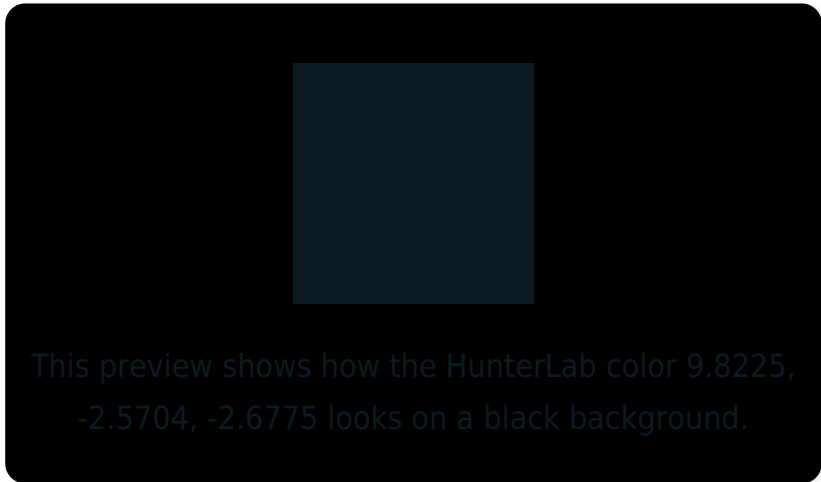 This preview shows how the HunterLab color 9.8225,
-2.5704, -2.6775 looks on a black background.